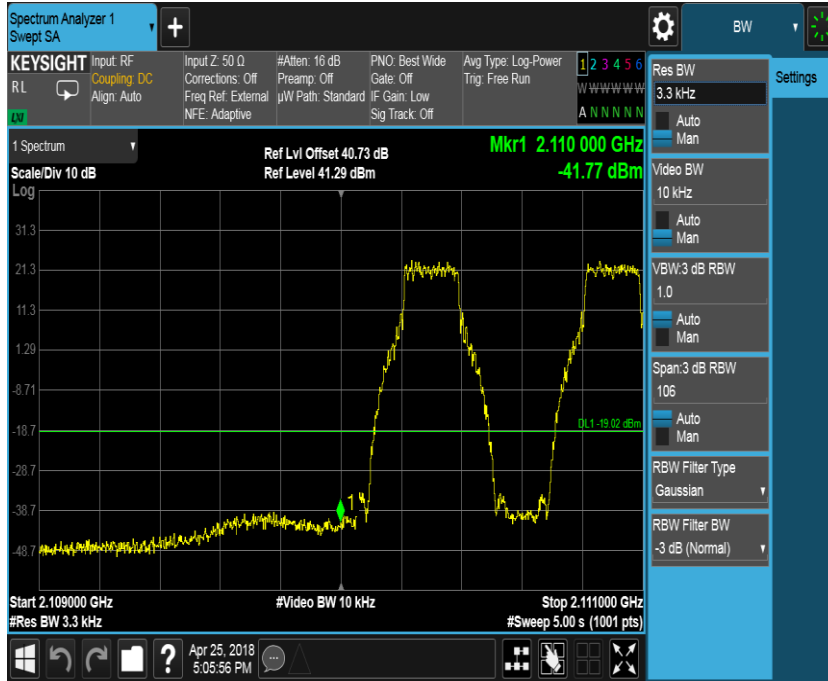 Spectrum Analyzer 1
Swept SA
+
BW
KEYSIGHT
RL
LXI
Input: RF
Coupling: DC
Align: Auto
Input Z: 50 Ω
Corrections: Off
Freq Ref: External
NFE: Adaptive
#Atten: 16 dB
Preamp: Off
µW Path: Standard
PNO: Best Wide
Gate: Off
IF Gain: Low
Sig Track: Off
Avg Type: Log-Power
Trig: Free Run
1 2 3 4 5 6
W W W W W W
A N N N N N
1 Spectrum
Scale/Div 10 dB
Log
Ref Lvl Offset 40.73 dB
Ref Level 41.29 dBm
Mkr1 2.110 000 GHz
-41.77 dBm
31.3
21.3
11.3
1.29
-8.71
-18.7
-28.7
-38.7
-48.7
DL1 -19.02 dBm
1
Start 2.109000 GHz
#Res BW 3.3 kHz
#Video BW 10 kHz
Stop 2.111000 GHz
#Sweep 5.00 s (1001 pts)
Res BW
3.3 kHz
Auto
Man
Video BW
10 kHz
Auto
Man
VBW:3 dB RBW
1.0
Auto
Man
Span:3 dB RBW
106
Auto
Man
RBW Filter Type
Gaussian
RBW Filter BW
-3 dB (Normal)
Settings
?
Apr 25, 2018
5:05:56 PM